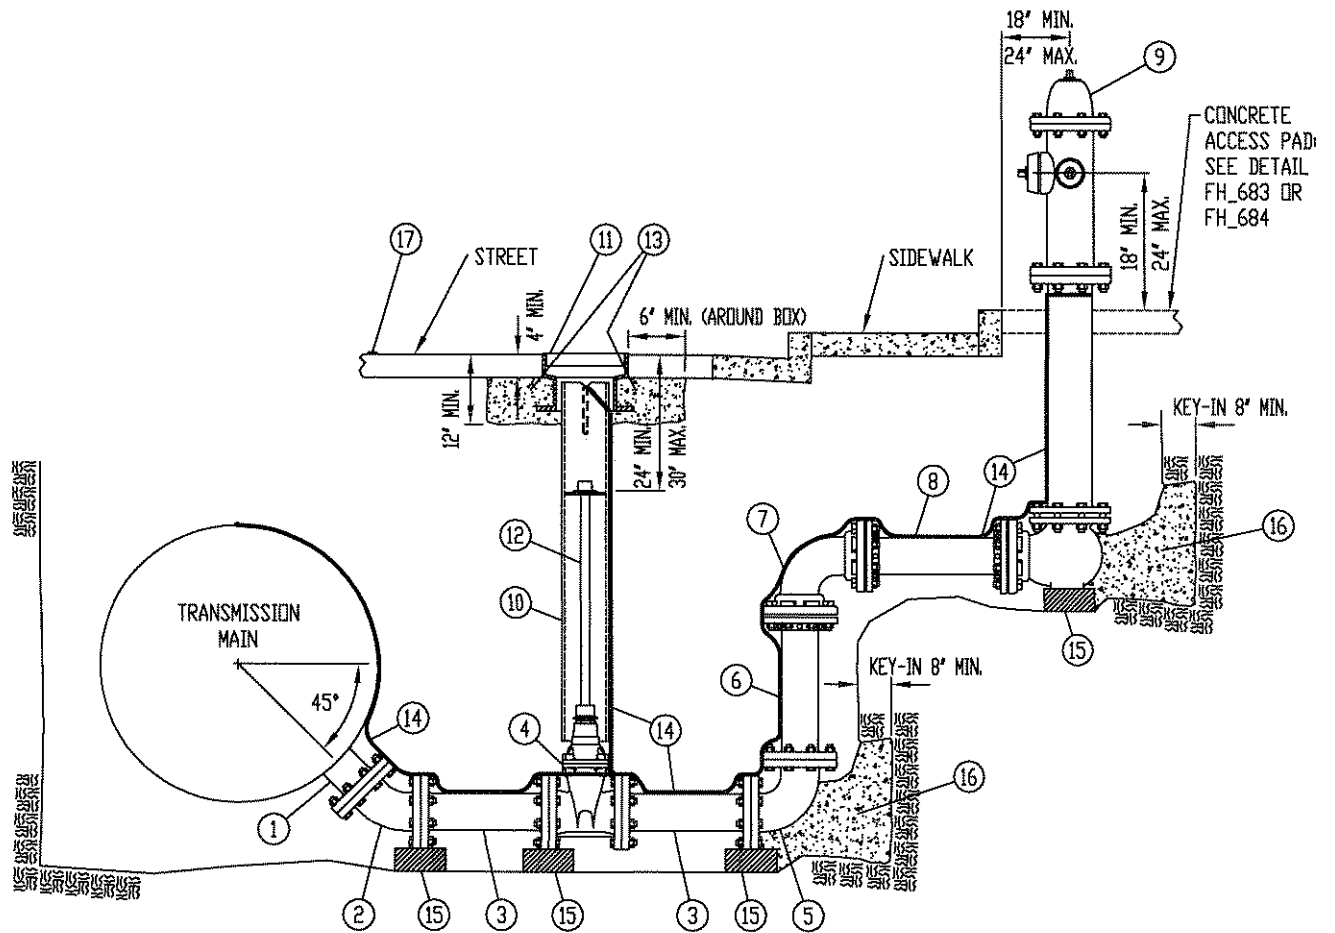 18" MIN.
24" MAX.
9
CONCRETE
ACCESS PAD:
SEE DETAIL
FH_683 OR
FH_684
18" MIN.
24" MAX.
17
STREET
11
13
SIDEWALK
4" MIN.
6" MIN. (AROUND BOX)
12" MIN.
24" MIN.
30" MAX.
KEY-IN 8" MIN.
14
8
7
16
12
10
TRANSMISSION
MAIN
45°
15
KEY-IN 8" MIN.
6
14
4
14
16
1
2
15
3
15
3
15
5